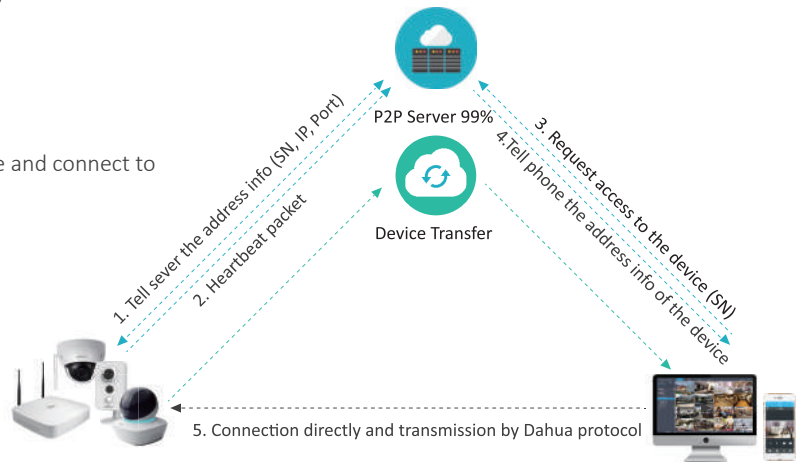 P2P Server 99%
e and connect to
Device Transfer
1. Tell sever the address info (SN, IP, Port)
2. Heartbeat packet
3. Request access to the device (SN)
4.Tell phone the address info of the device
5. Connection directly and transmission by Dahua protocol